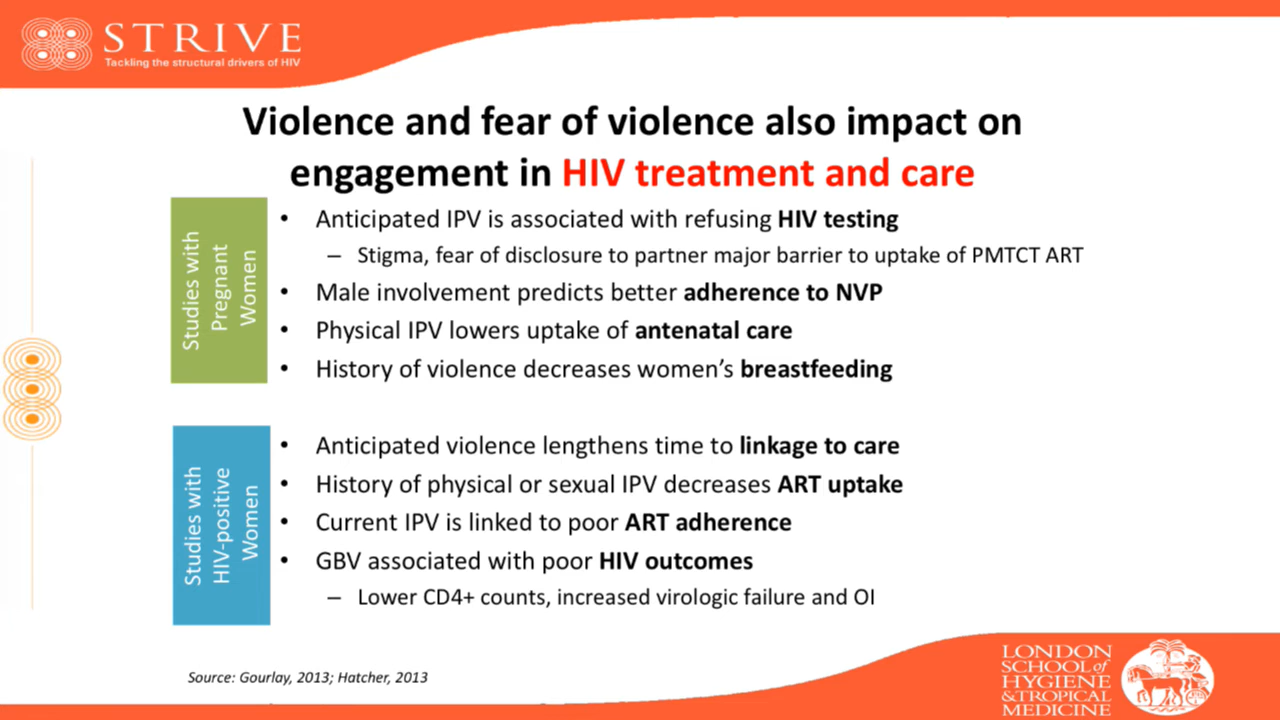 STRIVE
Tackling the structural drivers of HIV
Violence and fear of violence also impact on
engagement in HIV treatment and care
Studies with
Pregnant
Women
• Anticipated IPV is associated with refusing HIV testing
– Stigma, fear of disclosure to partner major barrier to uptake of PMTCT ART
• Male involvement predicts better adherence to NVP
• Physical IPV lowers uptake of antenatal care
• History of violence decreases women’s breastfeeding
Studies with
HIV-positive
Women
• Anticipated violence lengthens time to linkage to care
• History of physical or sexual IPV decreases ART uptake
• Current IPV is linked to poor ART adherence
• GBV associated with poor HIV outcomes
– Lower CD4+ counts, increased virologic failure and OI
Source: Gourlay, 2013; Hatcher, 2013
LONDON
SCHOOL of
HYGIENE
& TROPICAL
MEDICINE